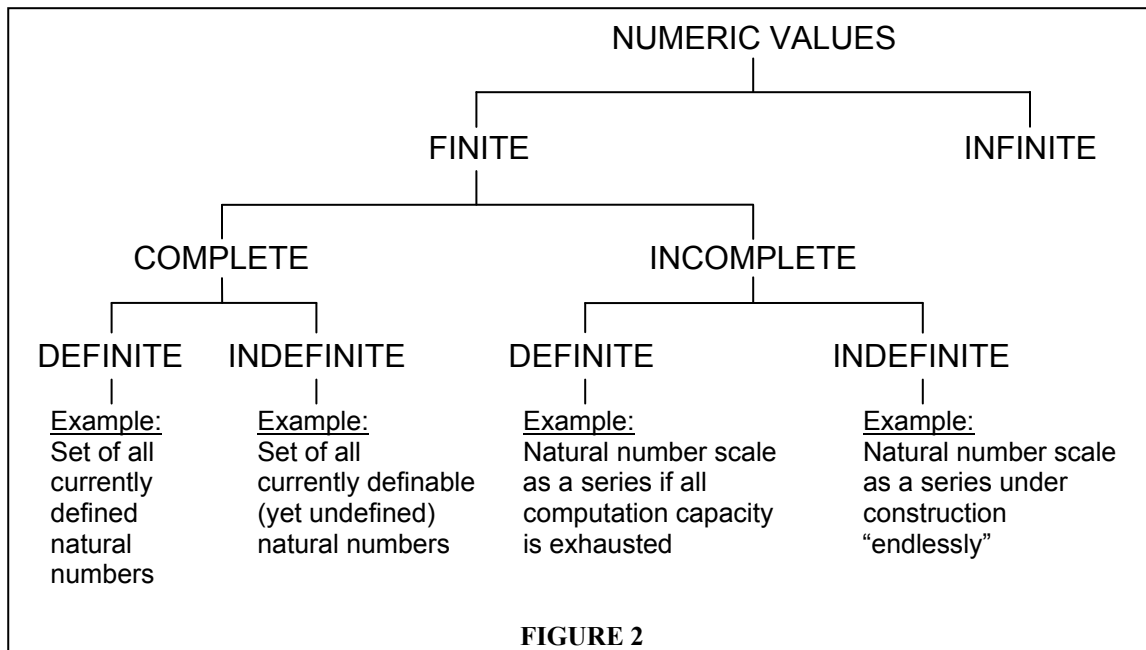 NUMERIC VALUES
FINITE
INFINITE
COMPLETE
INCOMPLETE
DEFINITE
INDEFINITE
DEFINITE
INDEFINITE
Example:
Set of all
currently
defined
natural
numbers
Example:
Set of all
currently definable
(yet undefined)
natural numbers
Example:
Natural number scale
as a series if all
computation capacity
is exhausted
Example:
Natural number scale
as a series under
construction
“endlessly”
FIGURE 2